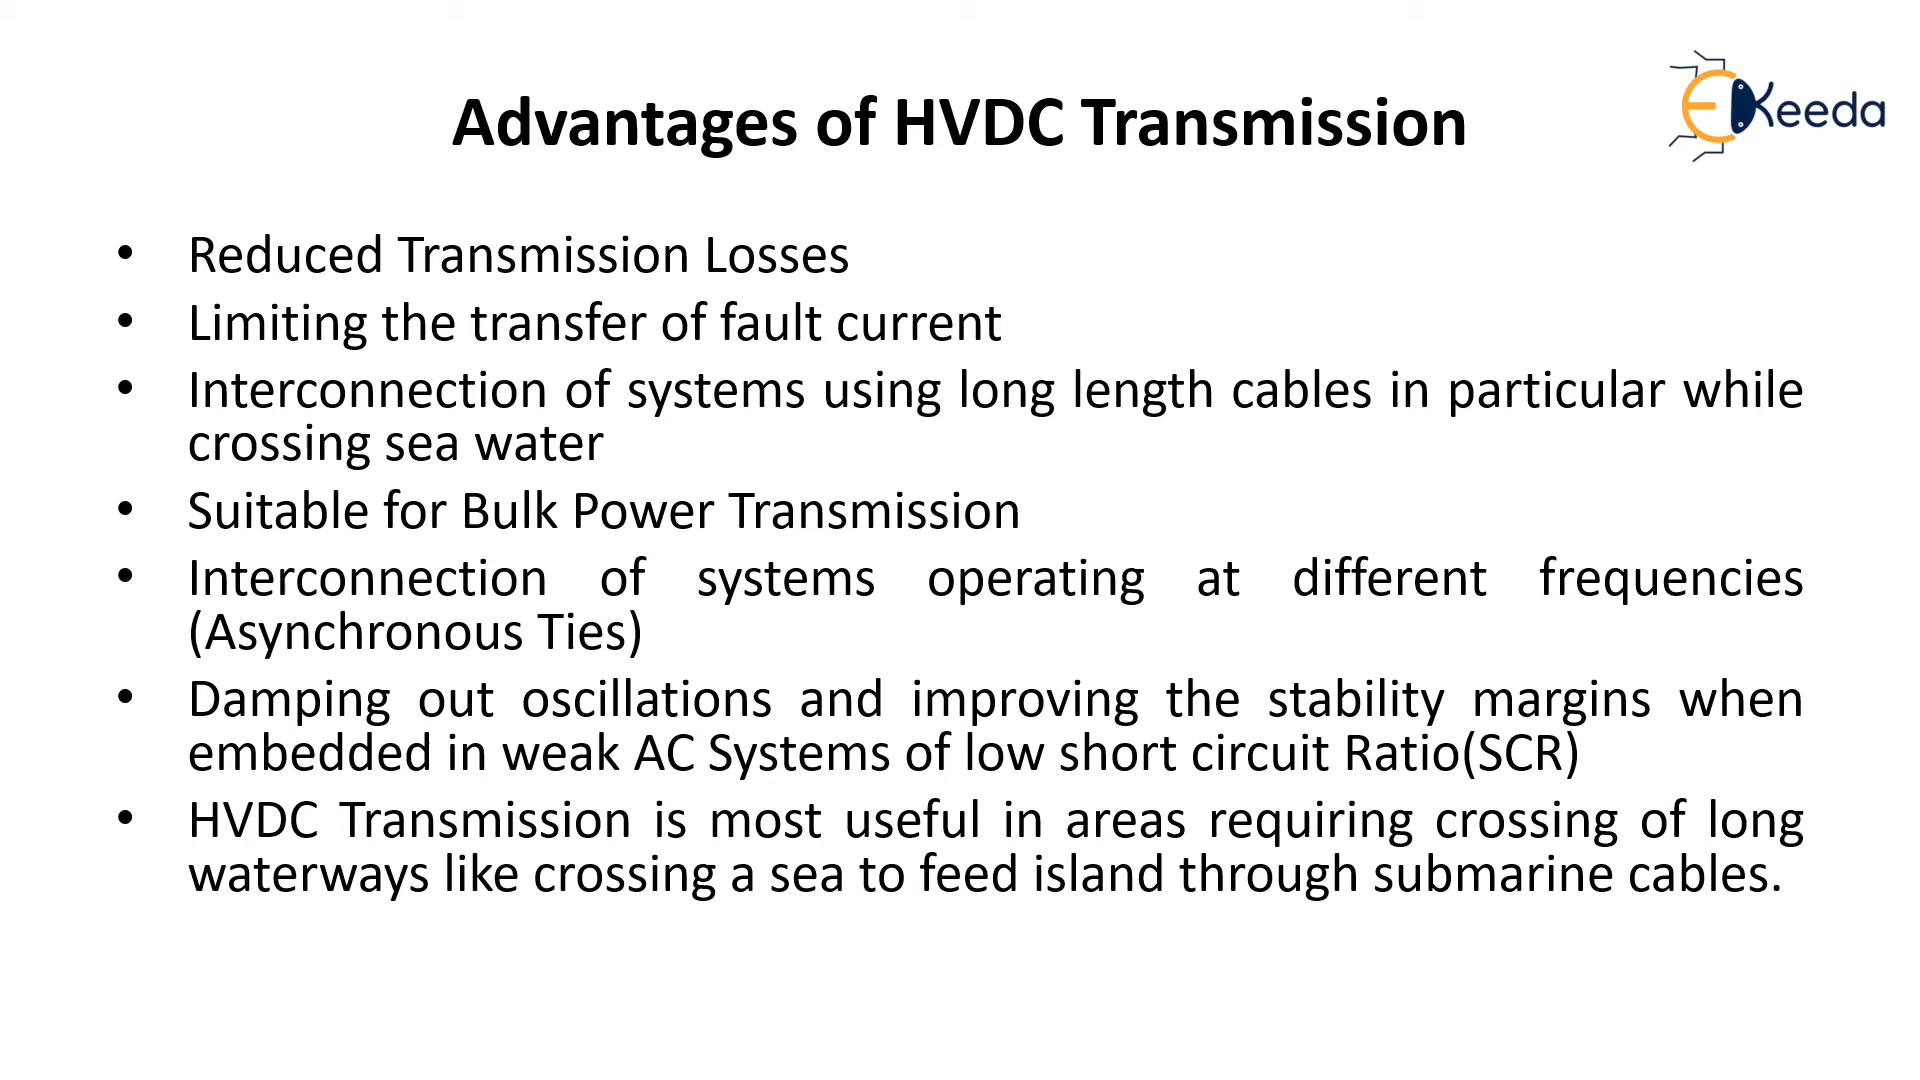 Advantages of HVDC Transmission
EKeeda
• Reduced Transmission Losses
• Limiting the transfer of fault current
• Interconnection of systems using long length cables in particular while
crossing sea water
• Suitable for Bulk Power Transmission
• Interconnection of systems operating at different frequencies
(Asynchronous Ties)
• Damping out oscillations and improving the stability margins when
embedded in weak AC Systems of low short circuit Ratio(SCR)
• HVDC Transmission is most useful in areas requiring crossing of long
waterways like crossing a sea to feed island through submarine cables.